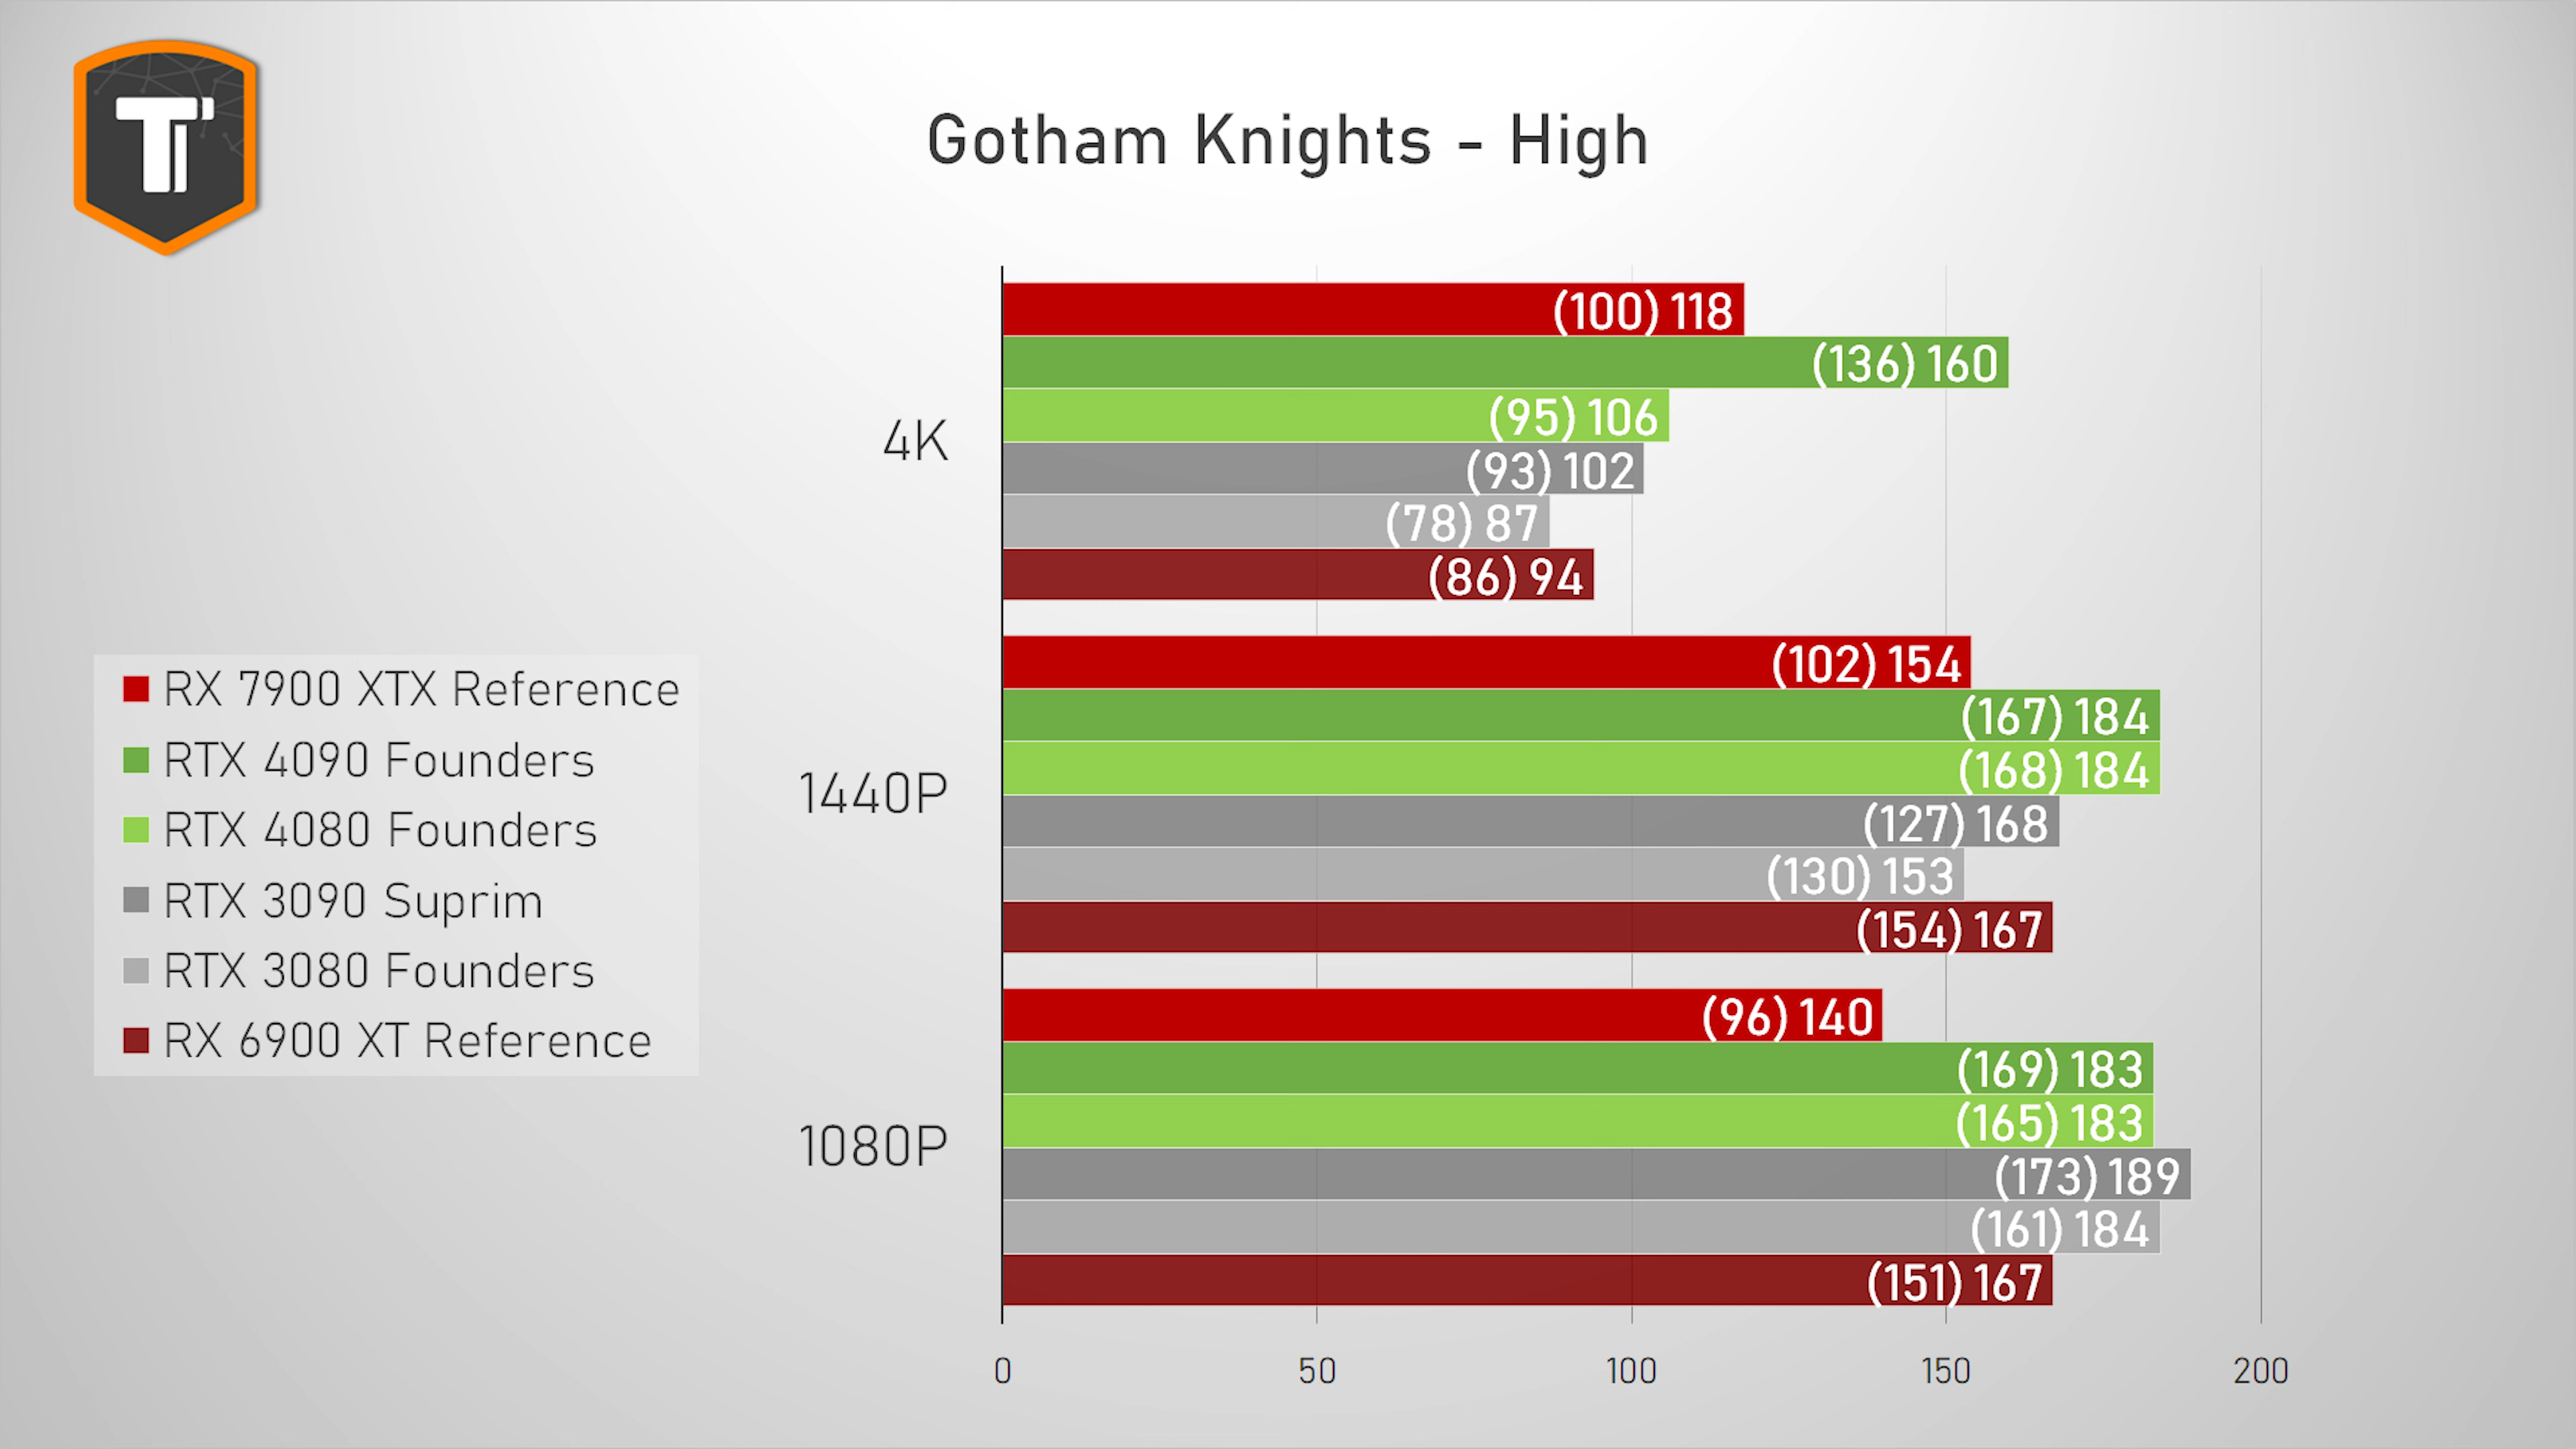 Gotham Knights - High
4K
(100) 118
(136) 160
(95) 106
(93) 102
(78) 87
(86) 94
1440P
(102) 154
(167) 184
(168) 184
(127) 168
(130) 153
(154) 167
1080P
(96) 140
(169) 183
(165) 183
(173) 189
(161) 184
(151) 167
0 50 100 150 200
RX 7900 XTX Reference
RTX 4090 Founders
RTX 4080 Founders
RTX 3090 Suprim
RTX 3080 Founders
RX 6900 XT Reference